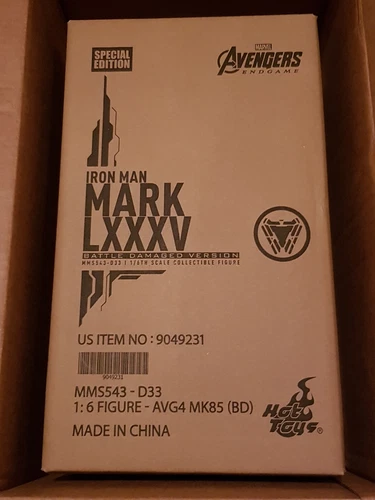 SPECIAL
EDITION
MARVEL
AVENGERS
ENDGAME
IRON MAN
MARK
LXXXV
BATTLE DAMAGED VERSION
MMS543-D33 | 1/6TH SCALE COLLECTIBLE FIGURE
US ITEM NO : 9049231
9049231
MMS543 - D33
1: 6 FIGURE - AVG4 MK85 (BD)
MADE IN CHINA
Hot
Toys®